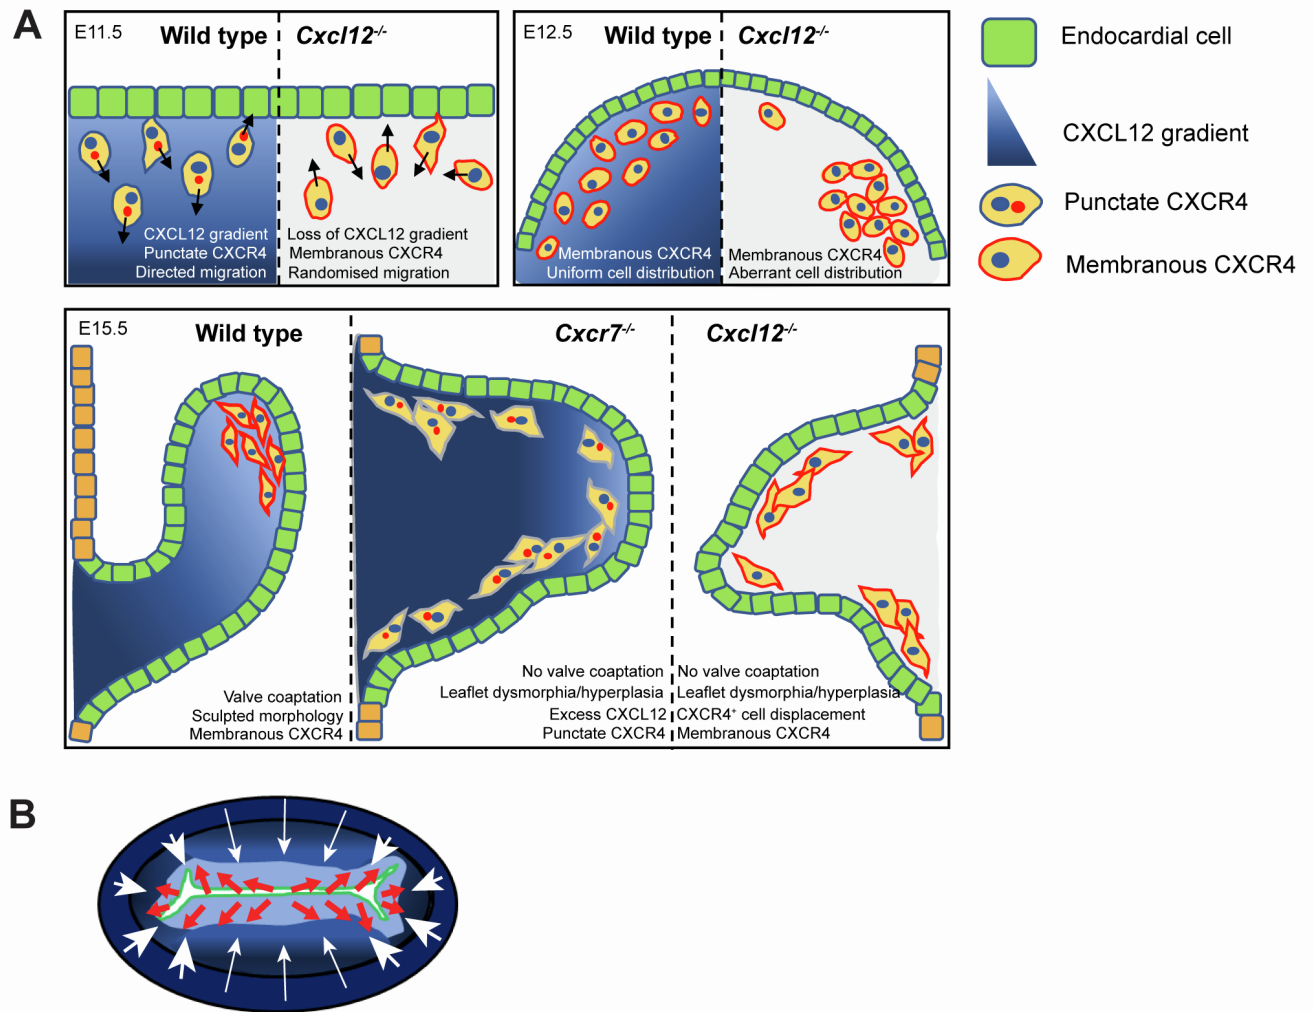 A
E11.5
Wild type
Cxcl12-/-
CXCL12 gradient
Punctate CXCR4
Directed migration
Loss of CXCL12 gradient
Membranous CXCR4
Randomised migration
E12.5
Wild type
Cxcl12-/-
Membranous CXCR4
Uniform cell distribution
Membranous CXCR4
Aberrant cell distribution
Endocardial cell
CXCL12 gradient
Punctate CXCR4
Membranous CXCR4
E15.5
Wild type
Cxcr7-/-
Cxcl12-/-
Valve coaptation
Sculpted morphology
Membranous CXCR4
No valve coaptation
Leaflet dysmorphia/hyperplasia
Excess CXCL12
Punctate CXCR4
No valve coaptation
Leaflet dysmorphia/hyperplasia
CXCR4+ cell displacement
Membranous CXCR4
B